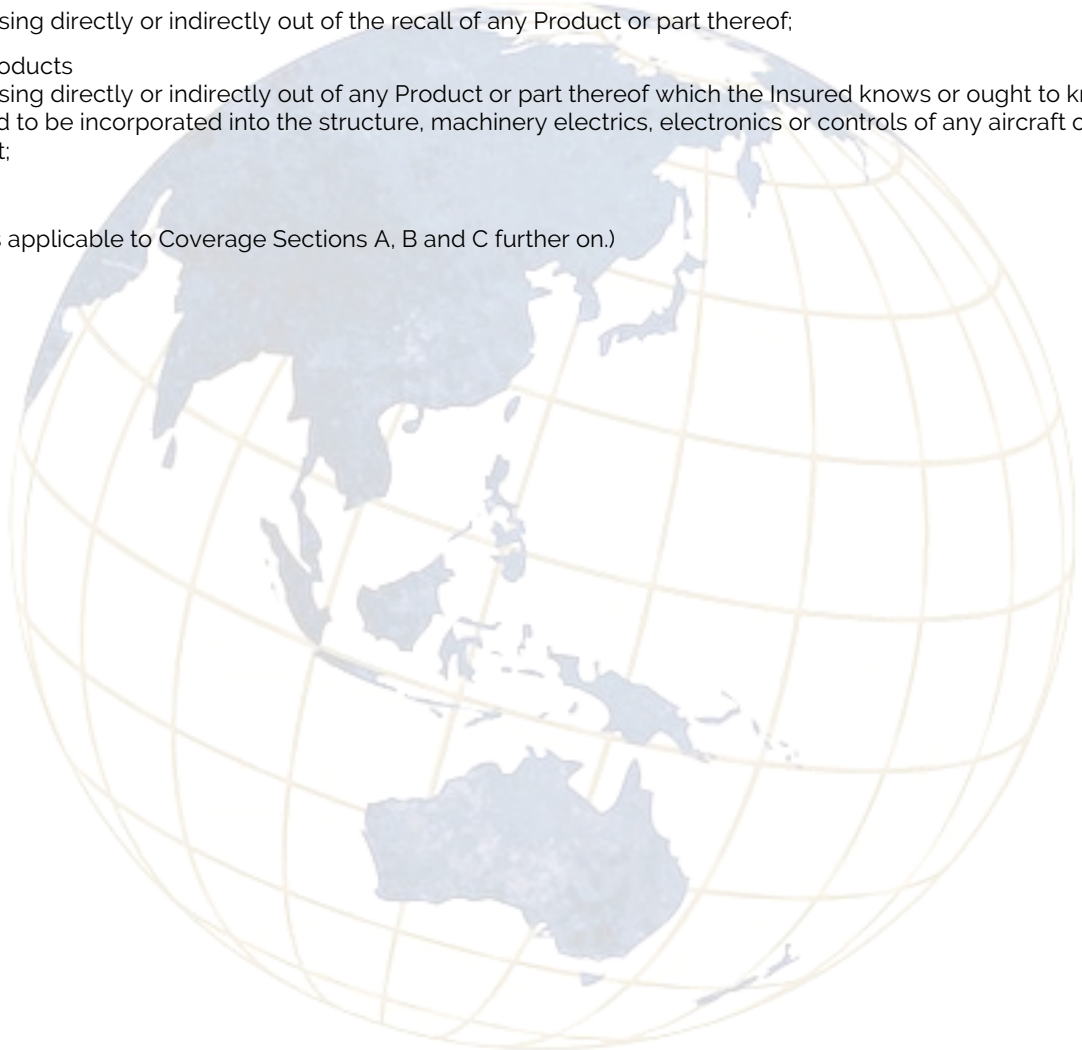 sing directly or indirectly out of the recall of any Product or part thereof;
oducts
sing directly or indirectly out of any Product or part thereof which the Insured knows or ought to kn
d to be incorporated into the structure, machinery electrics, electronics or controls of any aircraft o
t;
s applicable to Coverage Sections A, B and C further on.)